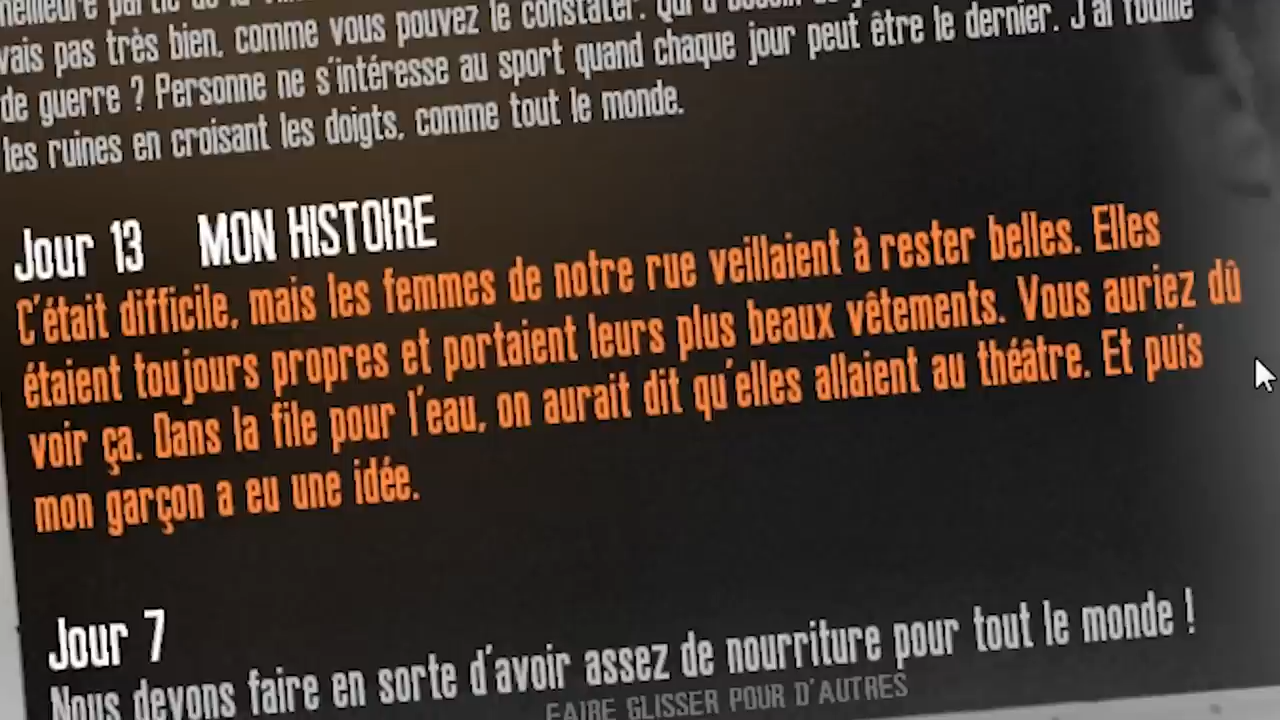 meilleure partie de la
vais pas très bien, comme vous pouvez le constater. Qui a besoin
de guerre ? Personne ne s'intéresse au sport quand chaque jour peut être le dernier. J'ai fouillé
les ruines en croisant les doigts, comme tout le monde.
Jour 13 MON HISTOIRE
C'était difficile, mais les femmes de notre rue veillaient à rester belles. Elles
étaient toujours propres et portaient leurs plus beaux vêtements. Vous auriez dû
voir ça. Dans la file pour l'eau, on aurait dit qu'elles allaient au théâtre. Et puis
mon garçon a eu une idée.
Jour 7
Nous devons faire en sorte d'avoir assez de nourriture pour tout le monde !
FAIRE GLISSER POUR D'AUTRES